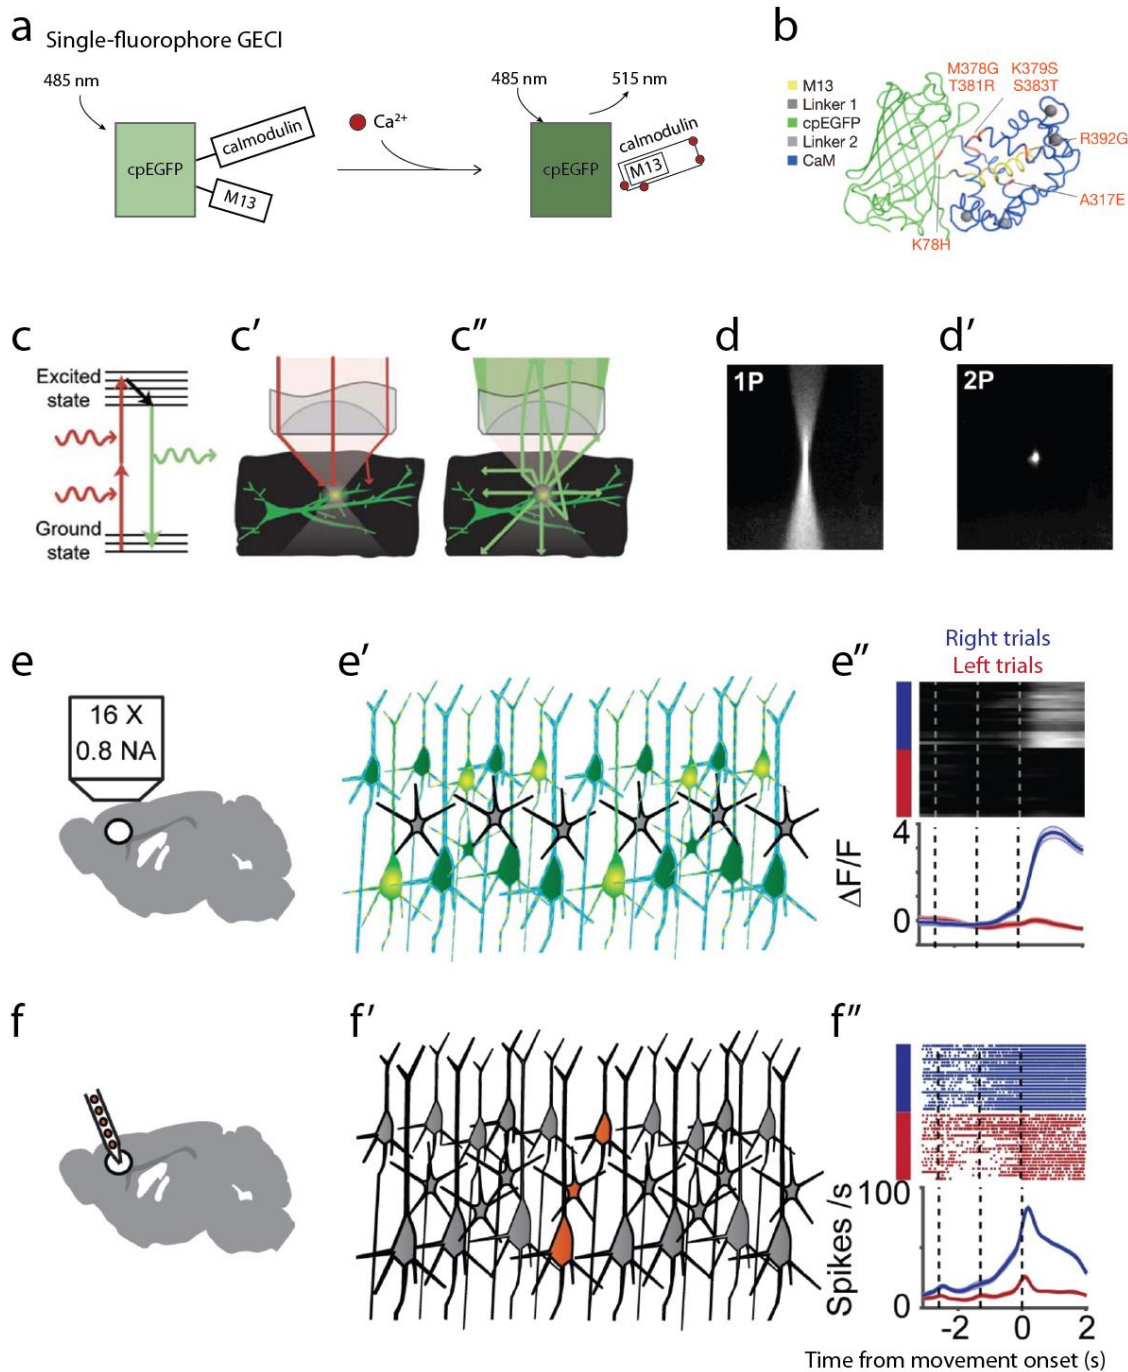 a
Single-fluorophore GECI
485 nm
cpEGFP
calmodulin
M13
Ca²⁺
485 nm
515 nm
cpEGFP
calmodulin
M13
b
M13
Linker 1
cpEGFP
Linker 2
CaM
M378G K379S
T381R S383T
R392G
A317E
K78H
c
Excited
state
Ground
state
c'
c''
d
1P
d'
2P
e
16 X
0.8 NA
e'
e''
Right trials
Left trials
4
0
ΔF/F
f
f'
f''
100
0
Spikes /s
-2 0 2
Time from movement onset (s)